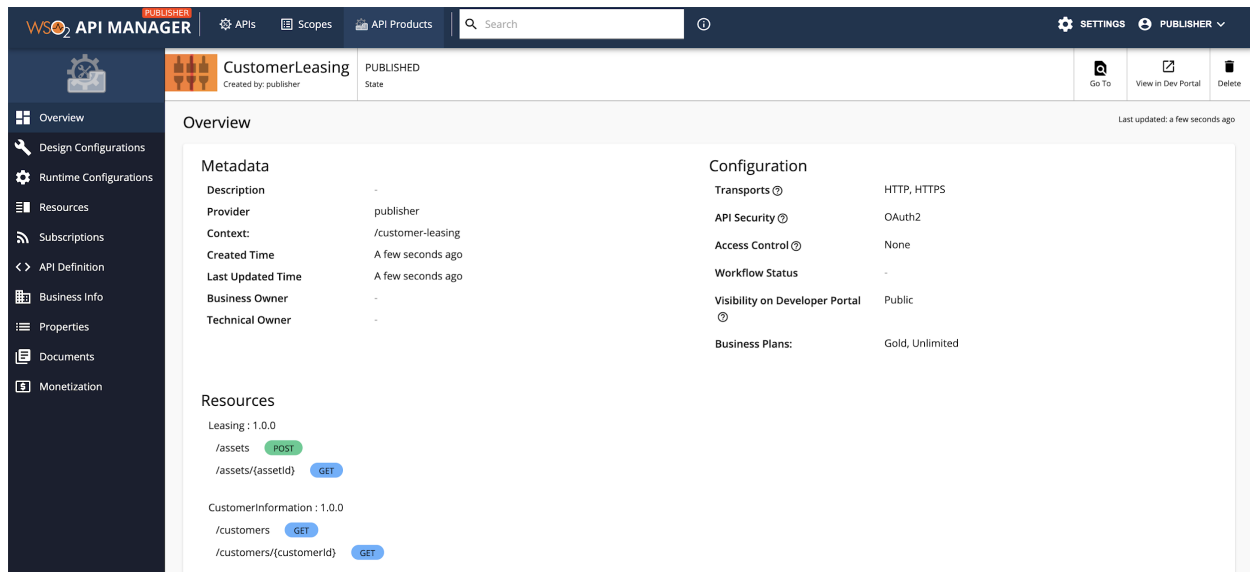 PUBLISHER
WSO2 API MANAGER
APIs
Scopes
API Products
Search
SETTINGS
PUBLISHER
CustomerLeasing
Created by: publisher
PUBLISHED
State
Go To
View in Dev Portal
Delete
Overview
Design Configurations
Runtime Configurations
Resources
Subscriptions
API Definition
Business Info
Properties
Documents
Monetization
Overview
Last updated: a few seconds ago
Metadata
Description -
Provider publisher
Context: /customer-leasing
Created Time A few seconds ago
Last Updated Time A few seconds ago
Business Owner -
Technical Owner -
Configuration
Transports HTTP, HTTPS
API Security OAuth2
Access Control None
Workflow Status -
Visibility on Developer Portal Public
Business Plans: Gold, Unlimited
Resources
Leasing : 1.0.0
/assets POST
/assets/{assetId} GET
CustomerInformation : 1.0.0
/customers GET
/customers/{customerId} GET